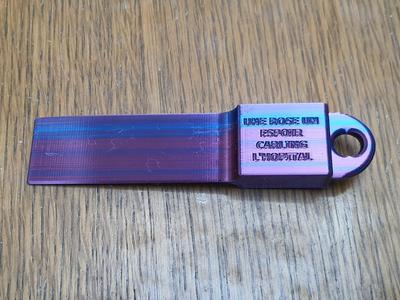 UNE ROSE UN
ESPOIR
CARLING
L'HOPITAL